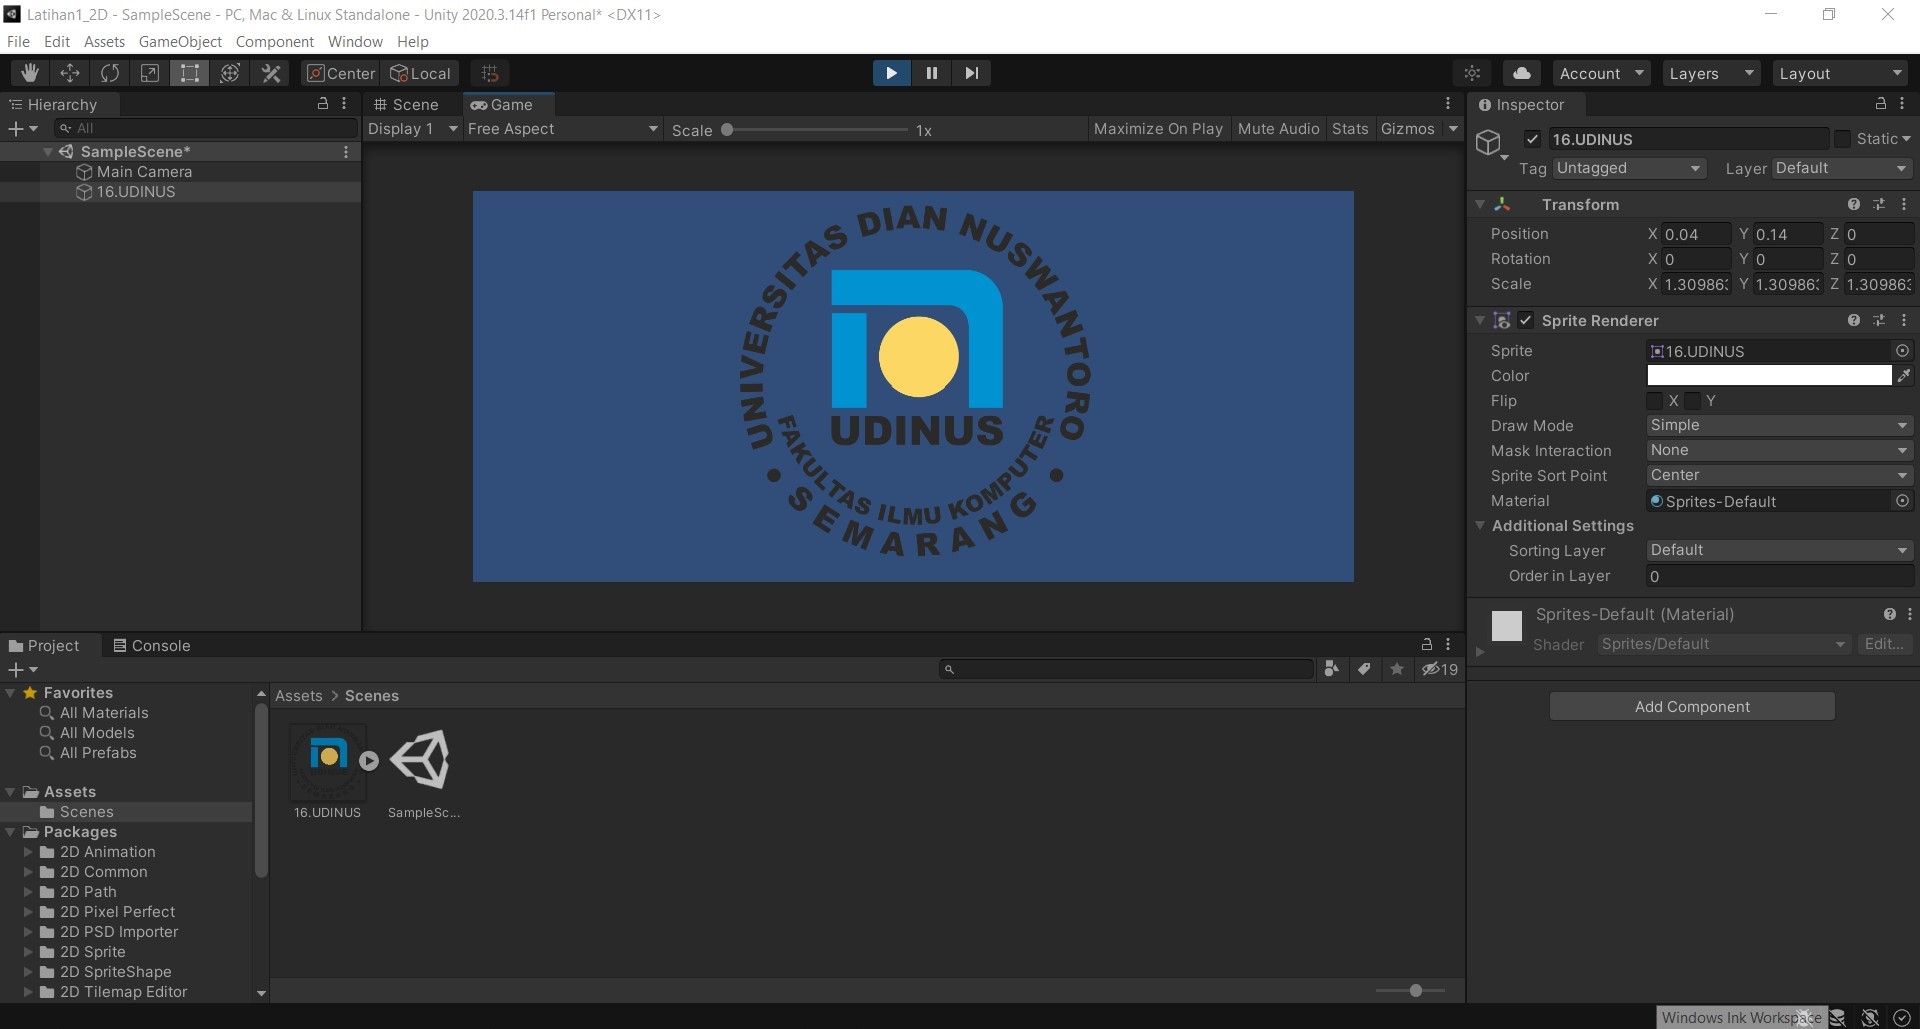 Latihan1_2D - SampleScene - PC, Mac & Linux Standalone - Unity 2020.3.14f1 Personal* <DX11>
File Edit Assets GameObject Component Window Help
Center Local Account Layers Layout
Hierarchy
All
SampleScene*
Main Camera
16.UDINUS
Scene Game
Display 1 Free Aspect Scale 1x Maximize On Play Mute Audio Stats Gizmos
UNIVERSITAS DIAN NUSWANTORO
UDINUS
FAKULTAS ILMU KOMPUTER
SEMARANG
Inspector
16.UDINUS Static
Tag Untagged Layer Default
Transform
Position X 0.04 Y 0.14 Z 0
Rotation X 0 Y 0 Z 0
Scale X 1.30986 Y 1.30986 Z 1.30986
Sprite Renderer
Sprite 16.UDINUS
Color
Flip X Y
Draw Mode Simple
Mask Interaction None
Sprite Sort Point Center
Material Sprites-Default
Additional Settings
Sorting Layer Default
Order in Layer 0
Sprites-Default (Material)
Shader Sprites/Default Edit...
Add Component
Project Console
19
Favorites
All Materials
All Models
All Prefabs
Assets
Scenes
Packages
2D Animation
2D Common
2D Path
2D Pixel Perfect
2D PSD Importer
2D Sprite
2D SpriteShape
2D Tilemap Editor
Assets > Scenes
16.UDINUS SampleSc...
Windows Ink Workspace